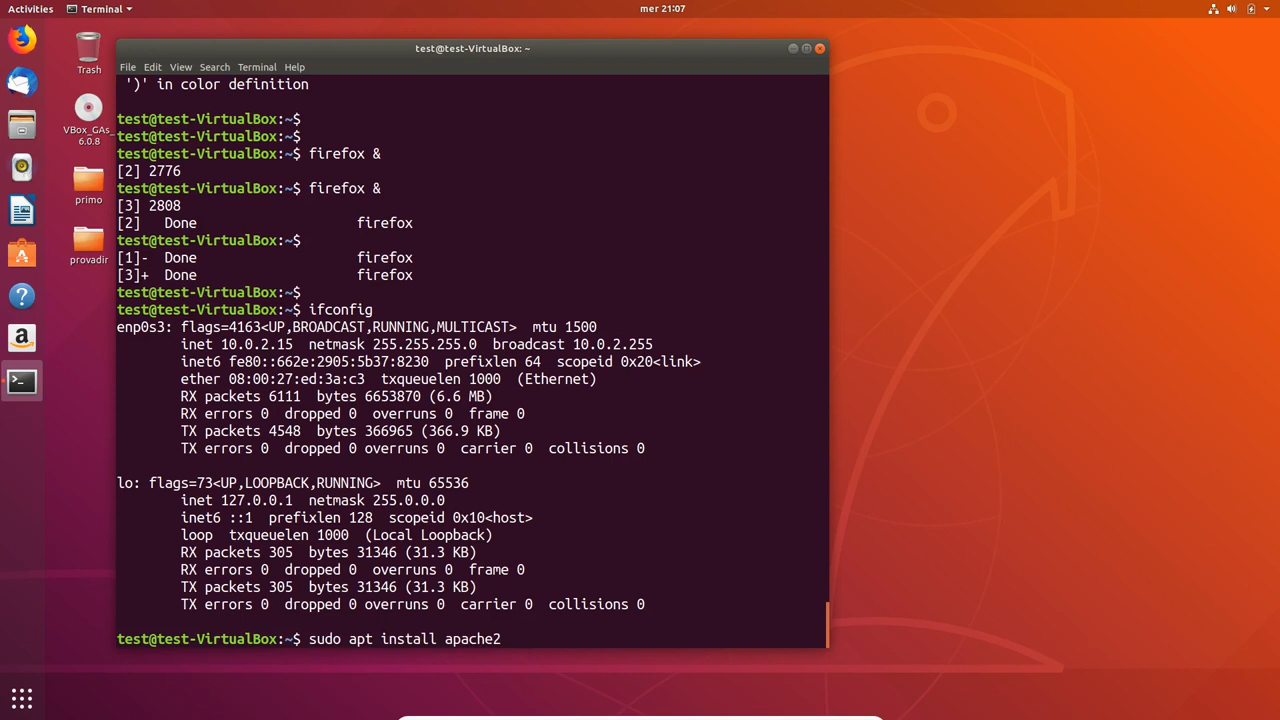 Activities
Terminal
mer 21:07
Trash
VBox_GAs_
6.0.8
primo
provadir
test@test-VirtualBox: ~
File Edit View Search Terminal Help
')' in color definition
test@test-VirtualBox:~$
test@test-VirtualBox:~$
test@test-VirtualBox:~$ firefox &
[2] 2776
test@test-VirtualBox:~$ firefox &
[3] 2808
[2]   Done                    firefox
test@test-VirtualBox:~$
[1]-  Done                    firefox
[3]+  Done                    firefox
test@test-VirtualBox:~$
test@test-VirtualBox:~$ ifconfig
enp0s3: flags=4163<UP,BROADCAST,RUNNING,MULTICAST>  mtu 1500
inet 10.0.2.15  netmask 255.255.255.0  broadcast 10.0.2.255
inet6 fe80::662e:2905:5b37:8230  prefixlen 64  scopeid 0x20<link>
ether 08:00:27:ed:3a:c3  txqueuelen 1000  (Ethernet)
RX packets 6111  bytes 6653870 (6.6 MB)
RX errors 0  dropped 0  overruns 0  frame 0
TX packets 4548  bytes 366965 (366.9 KB)
TX errors 0  dropped 0 overruns 0  carrier 0  collisions 0
lo: flags=73<UP,LOOPBACK,RUNNING>  mtu 65536
inet 127.0.0.1  netmask 255.0.0.0
inet6 ::1  prefixlen 128  scopeid 0x10<host>
loop  txqueuelen 1000  (Local Loopback)
RX packets 305  bytes 31346 (31.3 KB)
RX errors 0  dropped 0  overruns 0  frame 0
TX packets 305  bytes 31346 (31.3 KB)
TX errors 0  dropped 0 overruns 0  carrier 0  collisions 0
test@test-VirtualBox:~$ sudo apt install apache2